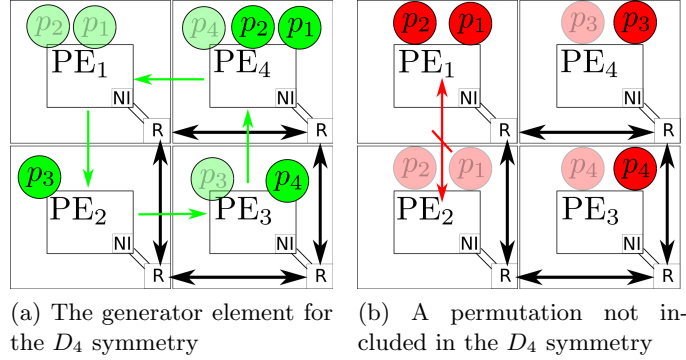 p2 p1 p4 p2 p1
PE1 PE4
NI NI
R R
p3 p3 p4
PE2 PE3
NI NI
R R
(a) The generator element for
the D4 symmetry
p2 p1 p3 p3
PE1 PE4
NI NI
R R
p2 p1 p4 p4
PE2 PE3
NI NI
R R
(b) A permutation not in-
cluded in the D4 symmetry